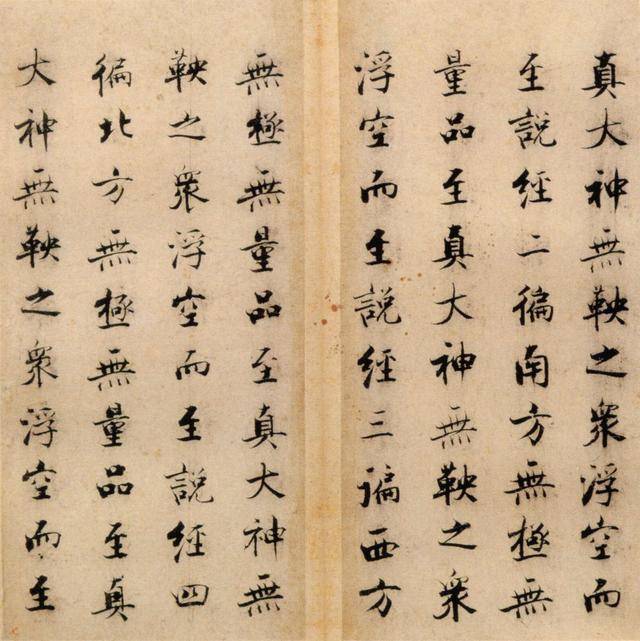 真大神無鞅之衆浮空而
至說經二徧南方無極無
量品至真大神無鞅之衆
浮空而至說經三徧西方
無極無量品至真大神無
鞅之衆浮空而至說經四
徧北方無極無量品至真
大神無鞅之衆浮空而至